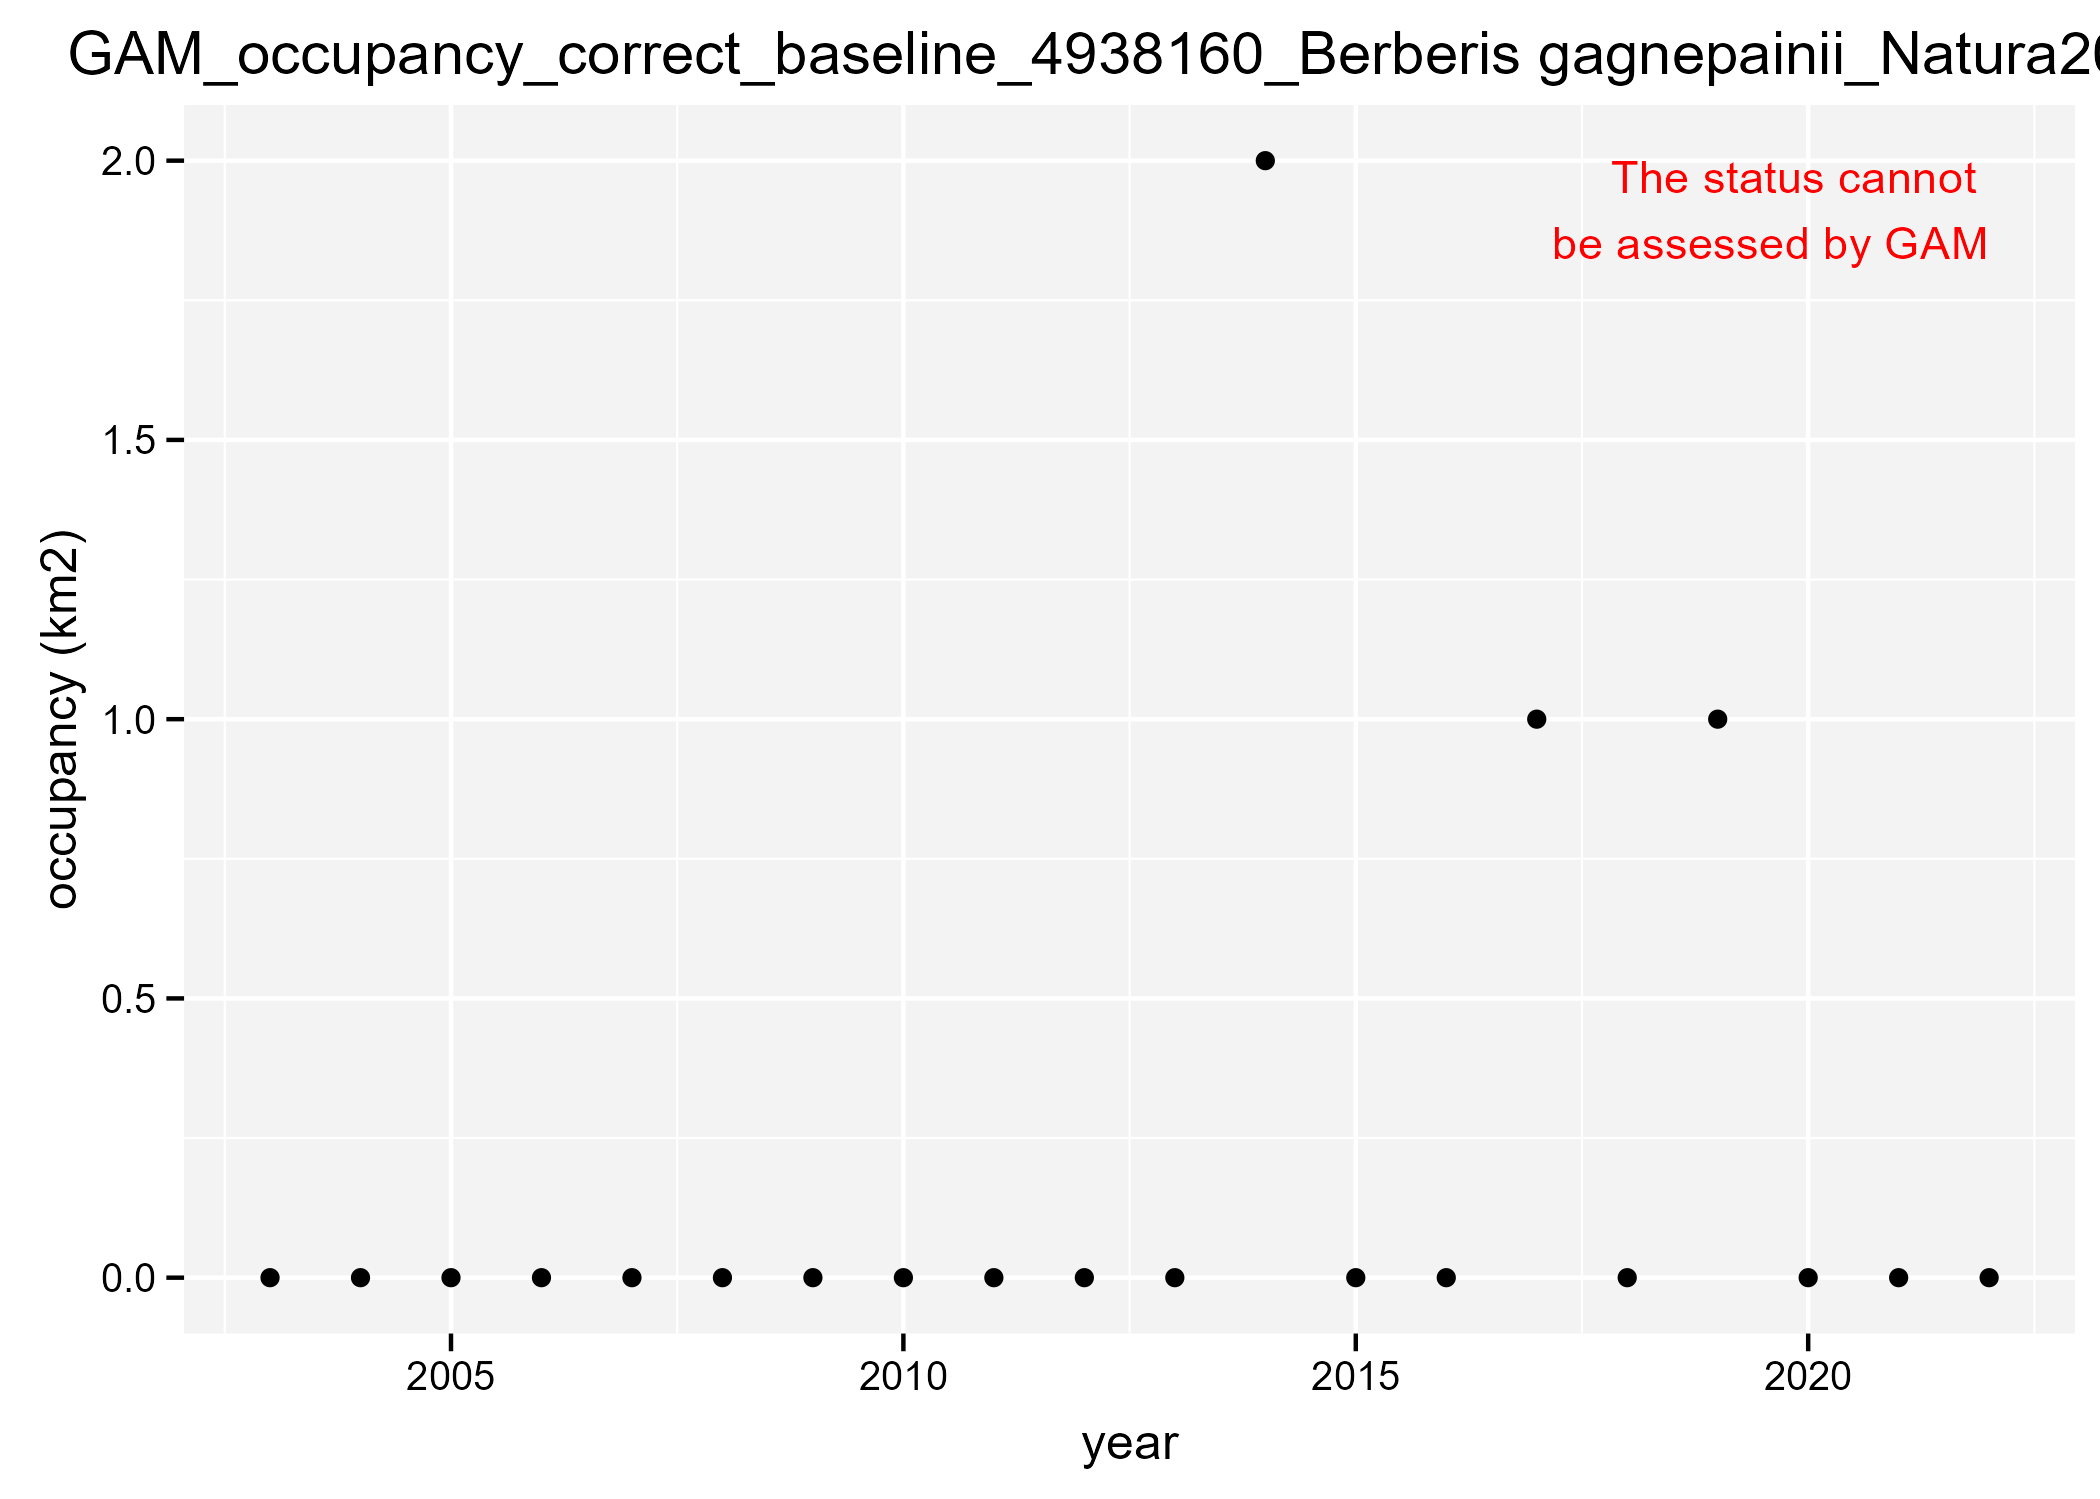 GAM_occupancy_correct_baseline_4938160_Berberis gagnepainii_Natura20
The status cannot
be assessed by GAM
2.0
1.5
1.0
0.5
0.0
occupancy (km2)
2005 2010 2015 2020
year